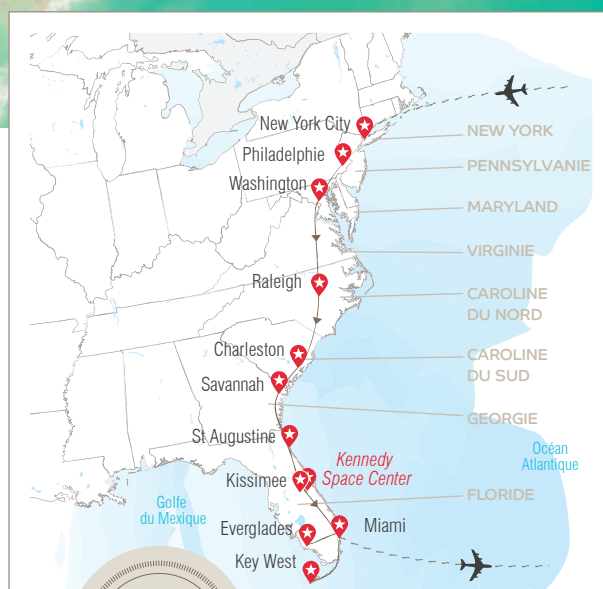 New York City
NEW YORK
Philadelphie
PENNSYLVANIE
Washington
MARYLAND
VIRGINIE
Raleigh
CAROLINE
DU NORD
Charleston
CAROLINE
DU SUD
Savannah
GEORGIE
St Augustine
Kennedy
Space Center
Océan
Atlantique
Kissimee
FLORIDE
Golfe
du Mexique
Everglades
Miami
Key West